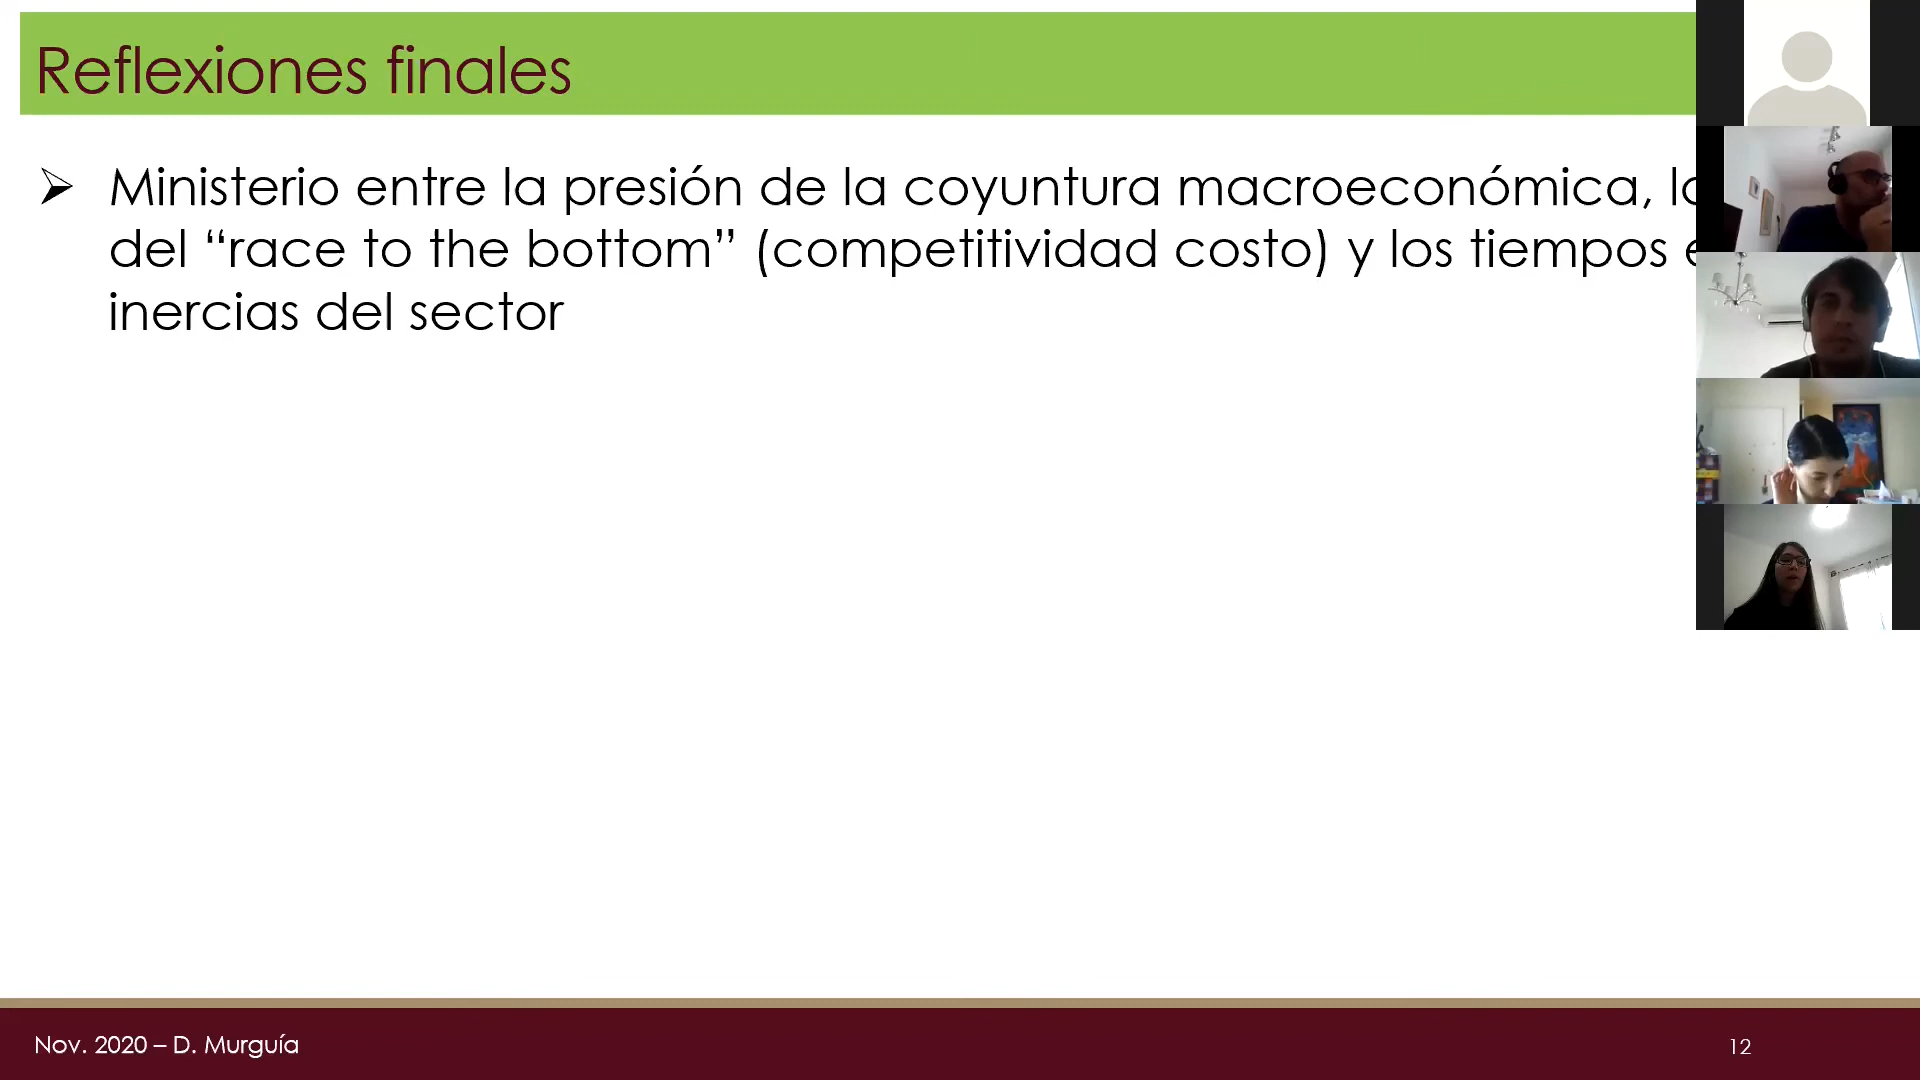 Reflexiones finales
➢ Ministerio entre la presión de la coyuntura macroeconómica,
del “race to the bottom” (competitividad costo) y los tiempos
inercias del sector
Nov. 2020 – D. Murguía
12